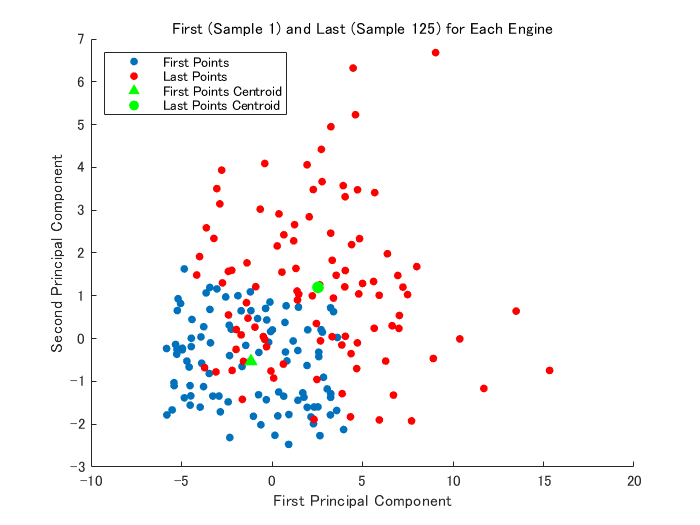 First (Sample 1) and Last (Sample 125) for Each Engine
First Points
Last Points
First Points Centroid
Last Points Centroid
7
6
5
4
3
2
1
0
-1
-2
-3
Second Principal Component
-10
-5
0
5
10
15
20
First Principal Component